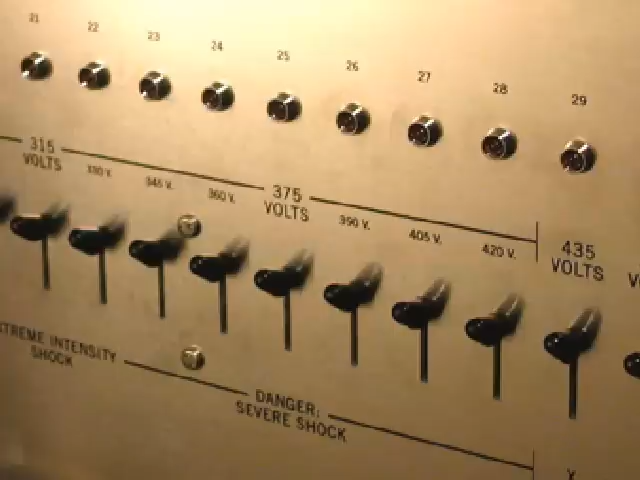 21 22 23 24 25 26 27 28 29
315 VOLTS 330 V. 345 V. 360 V. 375 VOLTS 390 V. 405 V. 420 V. 435 VOLTS
XTREME INTENSITY
SHOCK
DANGER:
SEVERE SHOCK
X